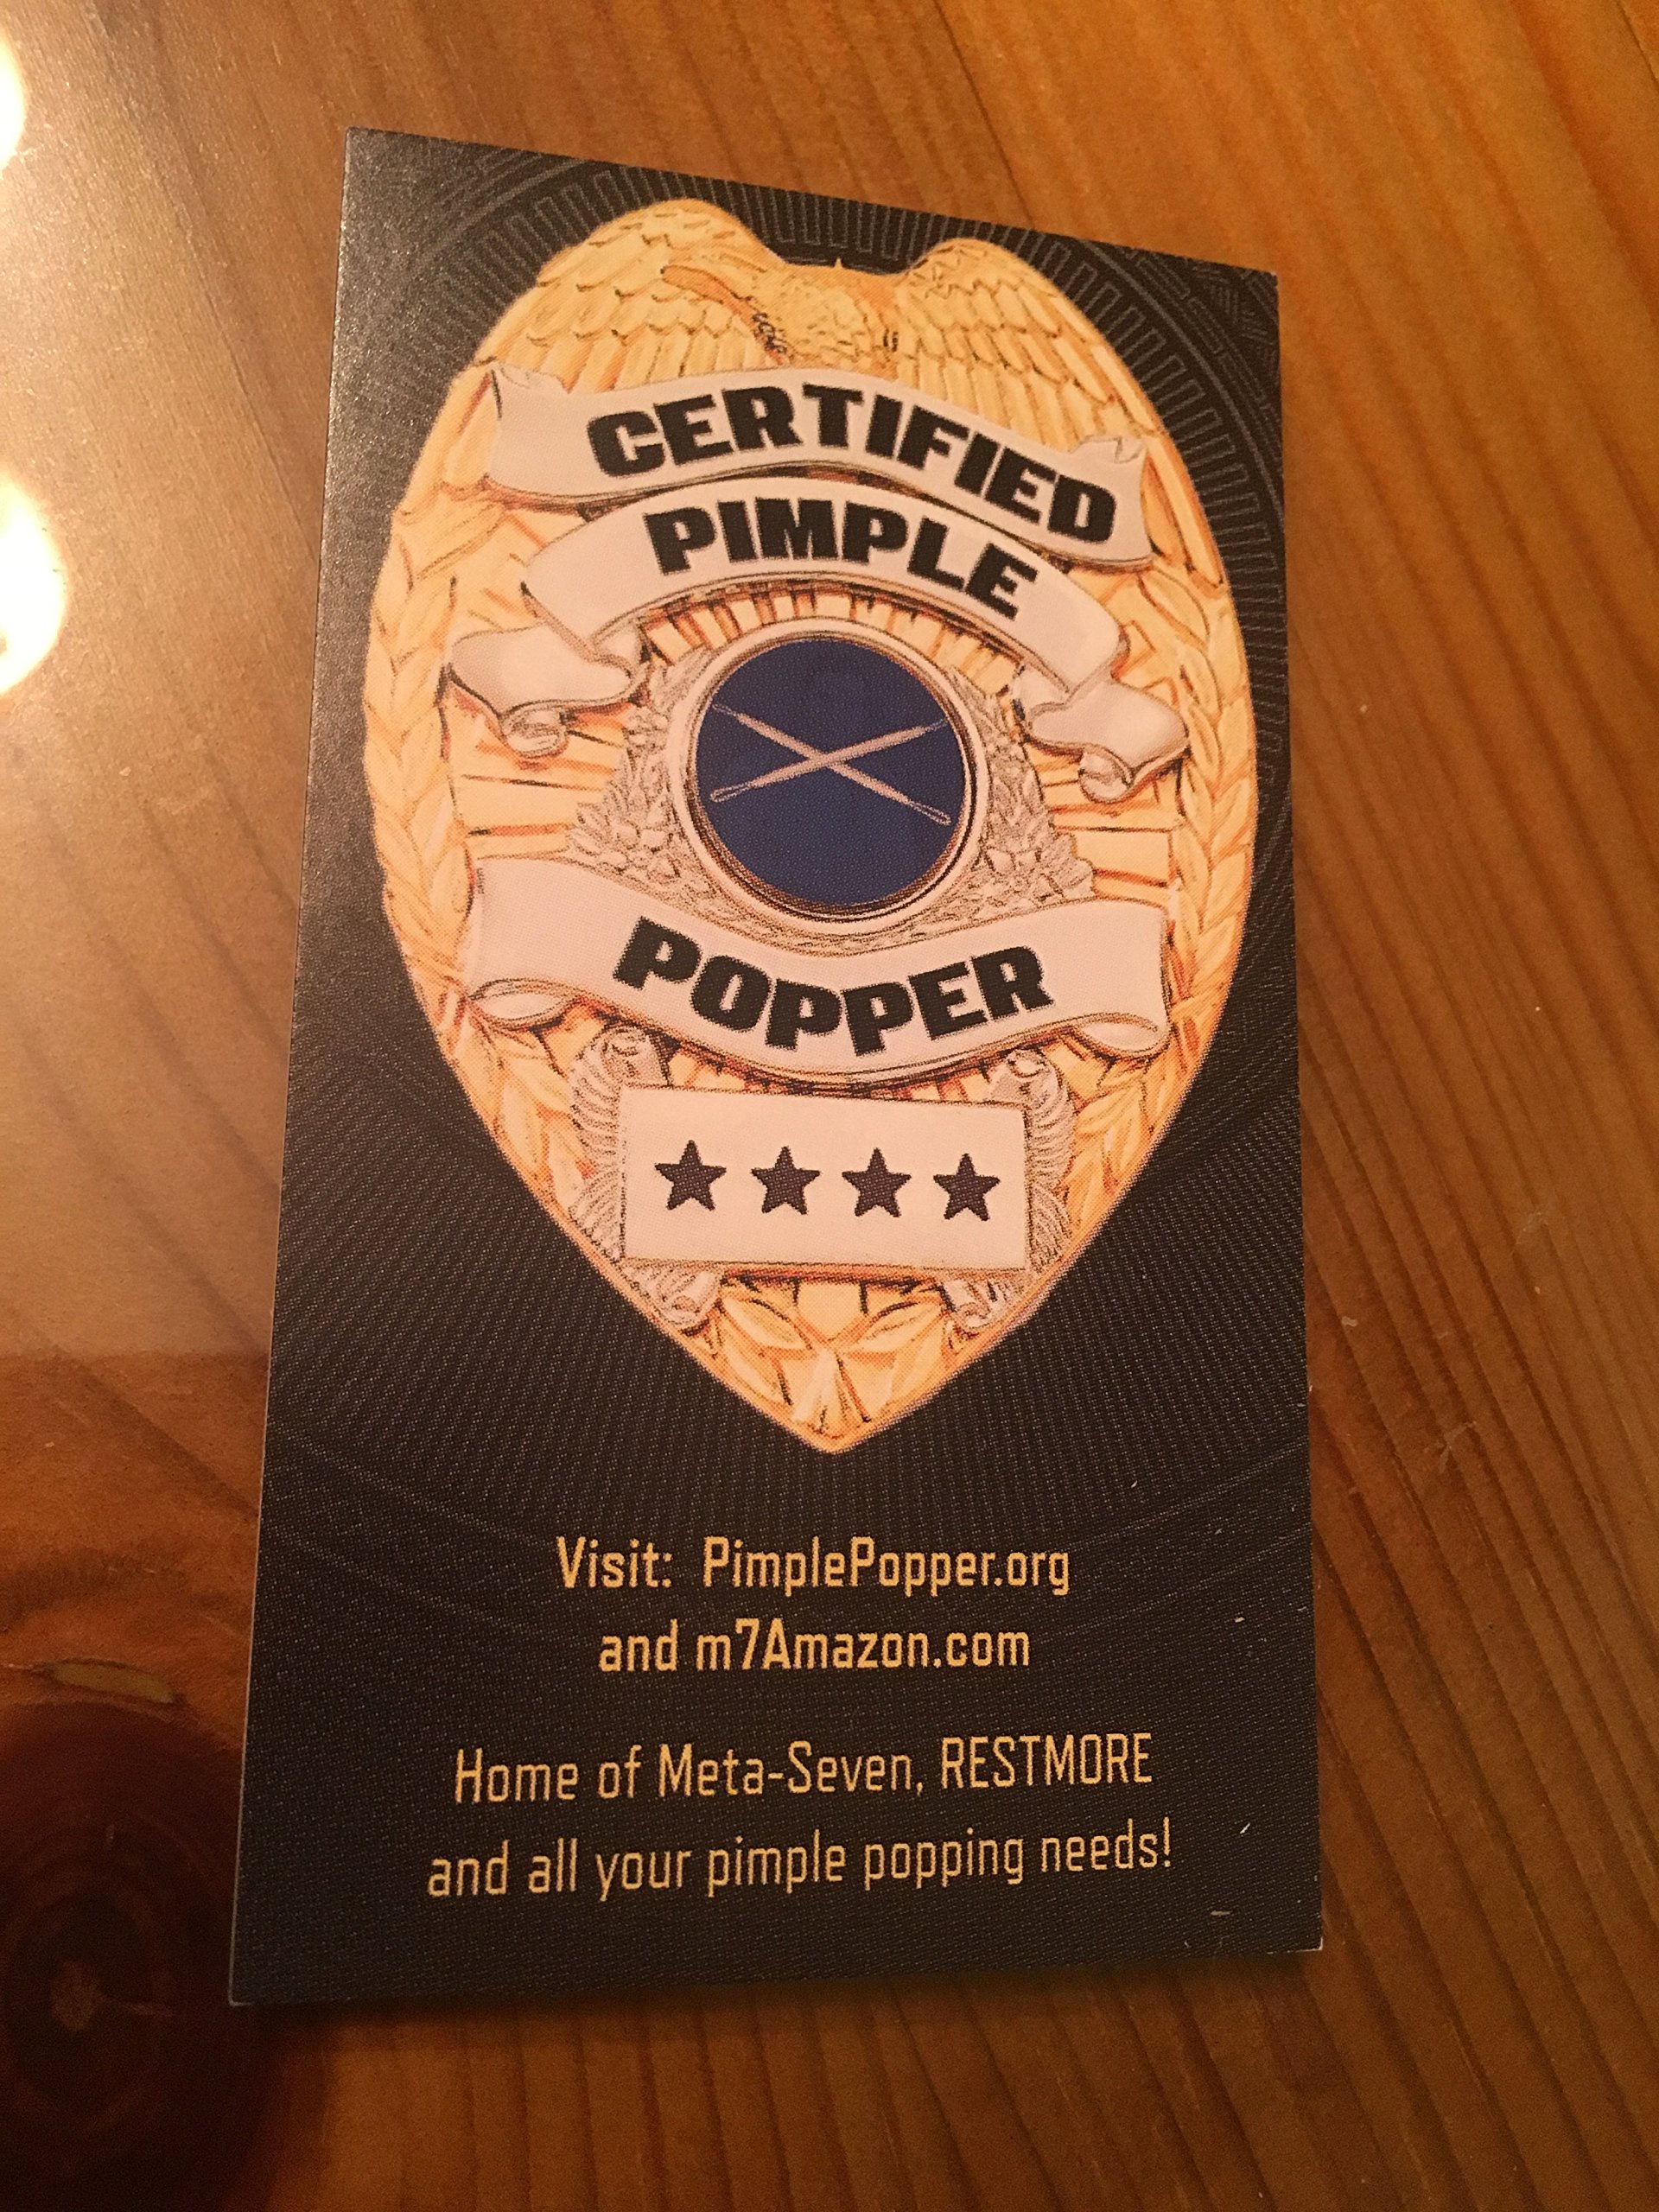 CERTIFIED
PIMPLE
POPPER
Visit: PimplePopper.org
and m7Amazon.com
Home of Meta-Seven, RESTMORE
and all your pimple popping needs!